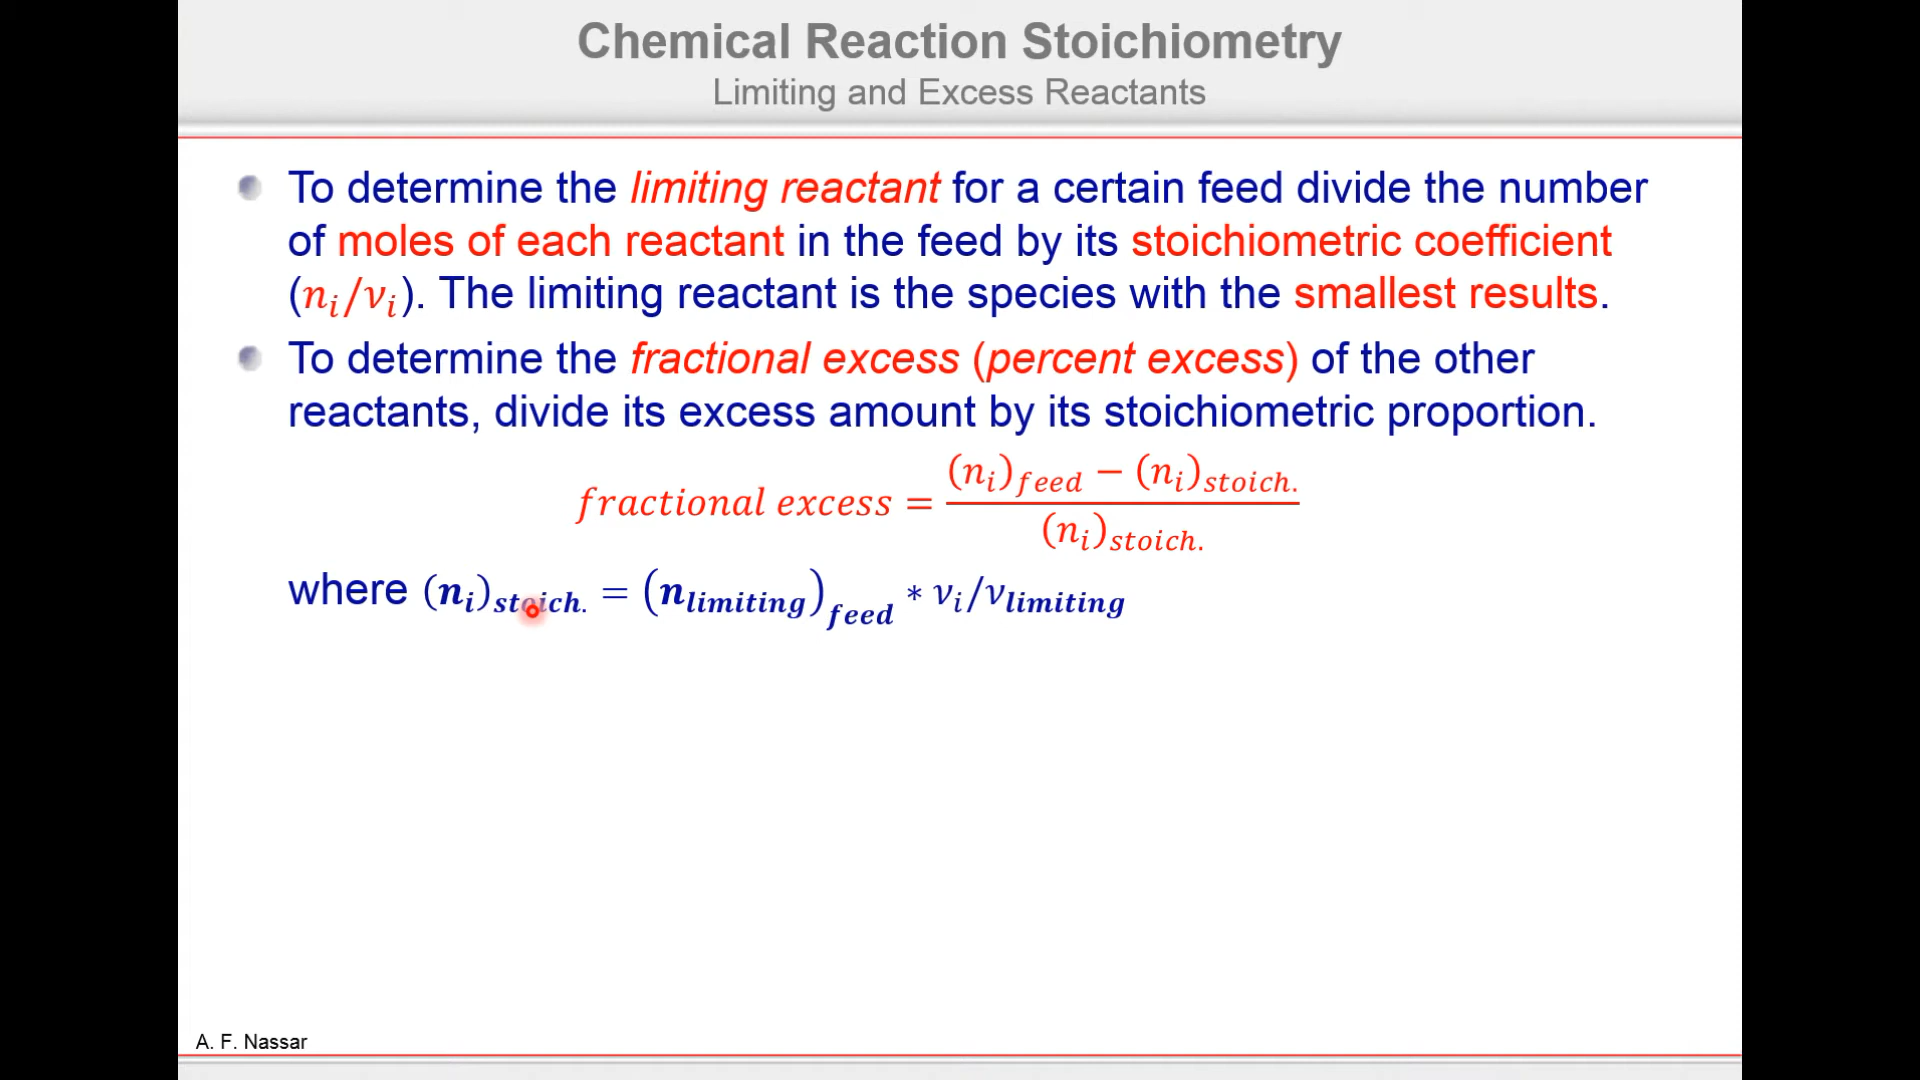 Chemical Reaction Stoichiometry
Limiting and Excess Reactants
To determine the limiting reactant for a certain feed divide the number
of moles of each reactant in the feed by its stoichiometric coefficient
(n_i/ν_i). The limiting reactant is the species with the smallest results.
To determine the fractional excess (percent excess) of the other
reactants, divide its excess amount by its stoichiometric proportion.
fractional excess = ((n_i)_feed − (n_i)_stoich.) / (n_i)_stoich.
where (n_i)_stoich. = (n_limiting)_feed * ν_i/ν_limiting
A. F. Nassar